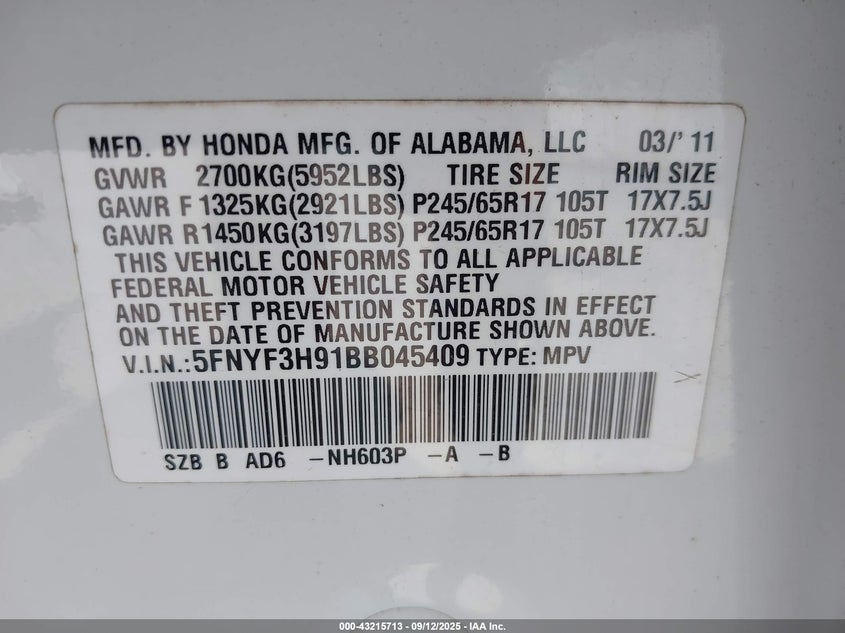 MFD. BY HONDA MFG. OF ALABAMA, LLC 03/' 11
GVWR 2700KG(5952LBS) TIRE SIZE RIM SIZE
GAWR F 1325KG(2921LBS) P245/65R17 105T 17X7.5J
GAWR R1450KG(3197LBS) P245/65R17 105T 17X7.5J
THIS VEHICLE CONFORMS TO ALL APPLICABLE
FEDERAL MOTOR VEHICLE SAFETY
AND THEFT PREVENTION STANDARDS IN EFFECT
ON THE DATE OF MANUFACTURE SHOWN ABOVE.
V.I.N.:5FNYF3H91BB045409 TYPE: MPV
SZB B AD6 -NH603P -A -B
000-43215713 - 09/12/2025 - IAA Inc.